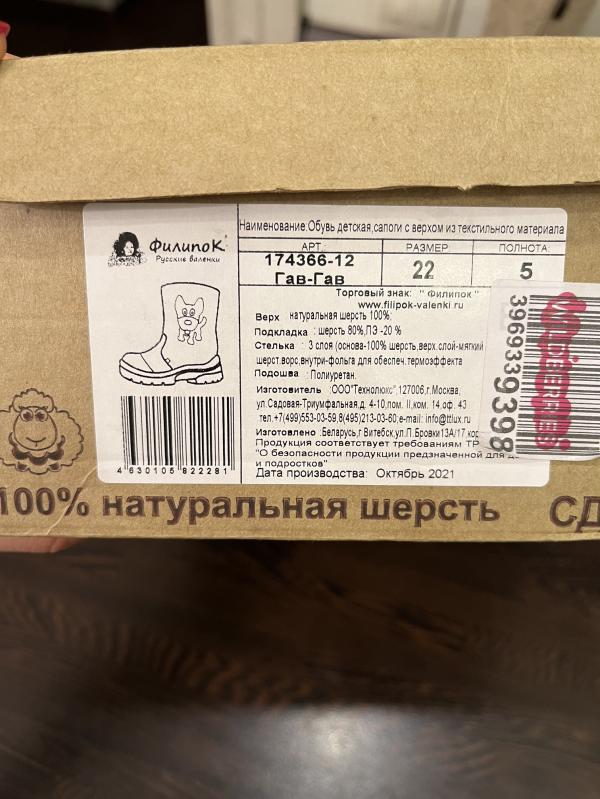 Филипок
Русские валенки
Наименование:Обувь детская,сапоги с верхом из текстильного материала
АРТ.
РАЗМЕР
ПОЛНОТА:
174366-12
Гав-Гав
22
5
Торговый знак: " Филипок "
www.filipok-valenki.ru
Верх натуральная шерсть 100%;
Подкладка : шерсть 80%,ПЭ -20 %
Стелька : 3 слоя (основа-100% шерсть,верх.слой-мягкий
шерст.ворс,внутри-фольга для обеспеч.термоэффекта
Подошва : Полиуретан.
Изготовитель :ООО"Технолюкс",127006,г.Москва,
ул.Садовая-Триумфальная,д. 4-10,пом. II,ком. 14,оф. 43
тел.+7(499)553-03-59,8(495)213-03-60;e-mail: info@ttlux.ru
Изготовлено :Беларусь,г Витебск,ул.П.Бровки13А/17 кор
Продукция соответствует требованиям ТР
"О безопасности продукции предназначенной для
и подростков"
Дата производства: Октябрь 2021
4 630105 822281
WILDBERRIES
396933 9398
100% натуральная шерсть
СД